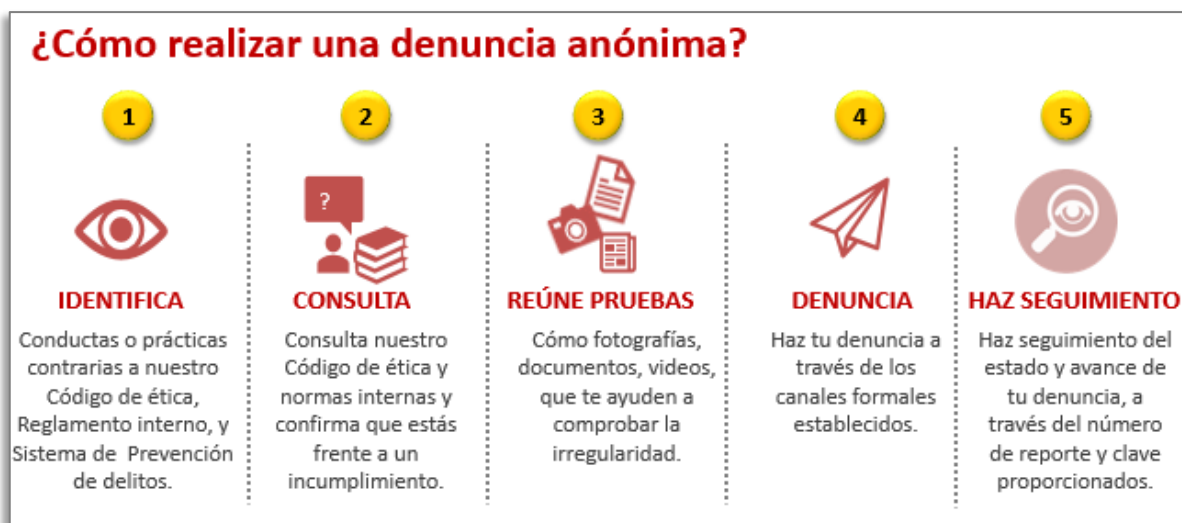 ¿Cómo realizar una denuncia anónima?
1
2
3
4
5
?
IDENTIFICA
Conductas o prácticas
contrarias a nuestro
Código de ética,
Reglamento interno, y
Sistema de Prevención
de delitos.
CONSULTA
Consulta nuestro
Código de ética y
normas internas y
confirma que estás
frente a un
incumplimiento.
REÚNE PRUEBAS
Cómo fotografías,
documentos, videos,
que te ayuden a
comprobar la
irregularidad.
DENUNCIA
Haz tu denuncia a
través de los
canales formales
establecidos.
HAZ SEGUIMIENTO
Haz seguimiento del
estado y avance de
tu denuncia, a
través del número
de reporte y clave
proporcionados.